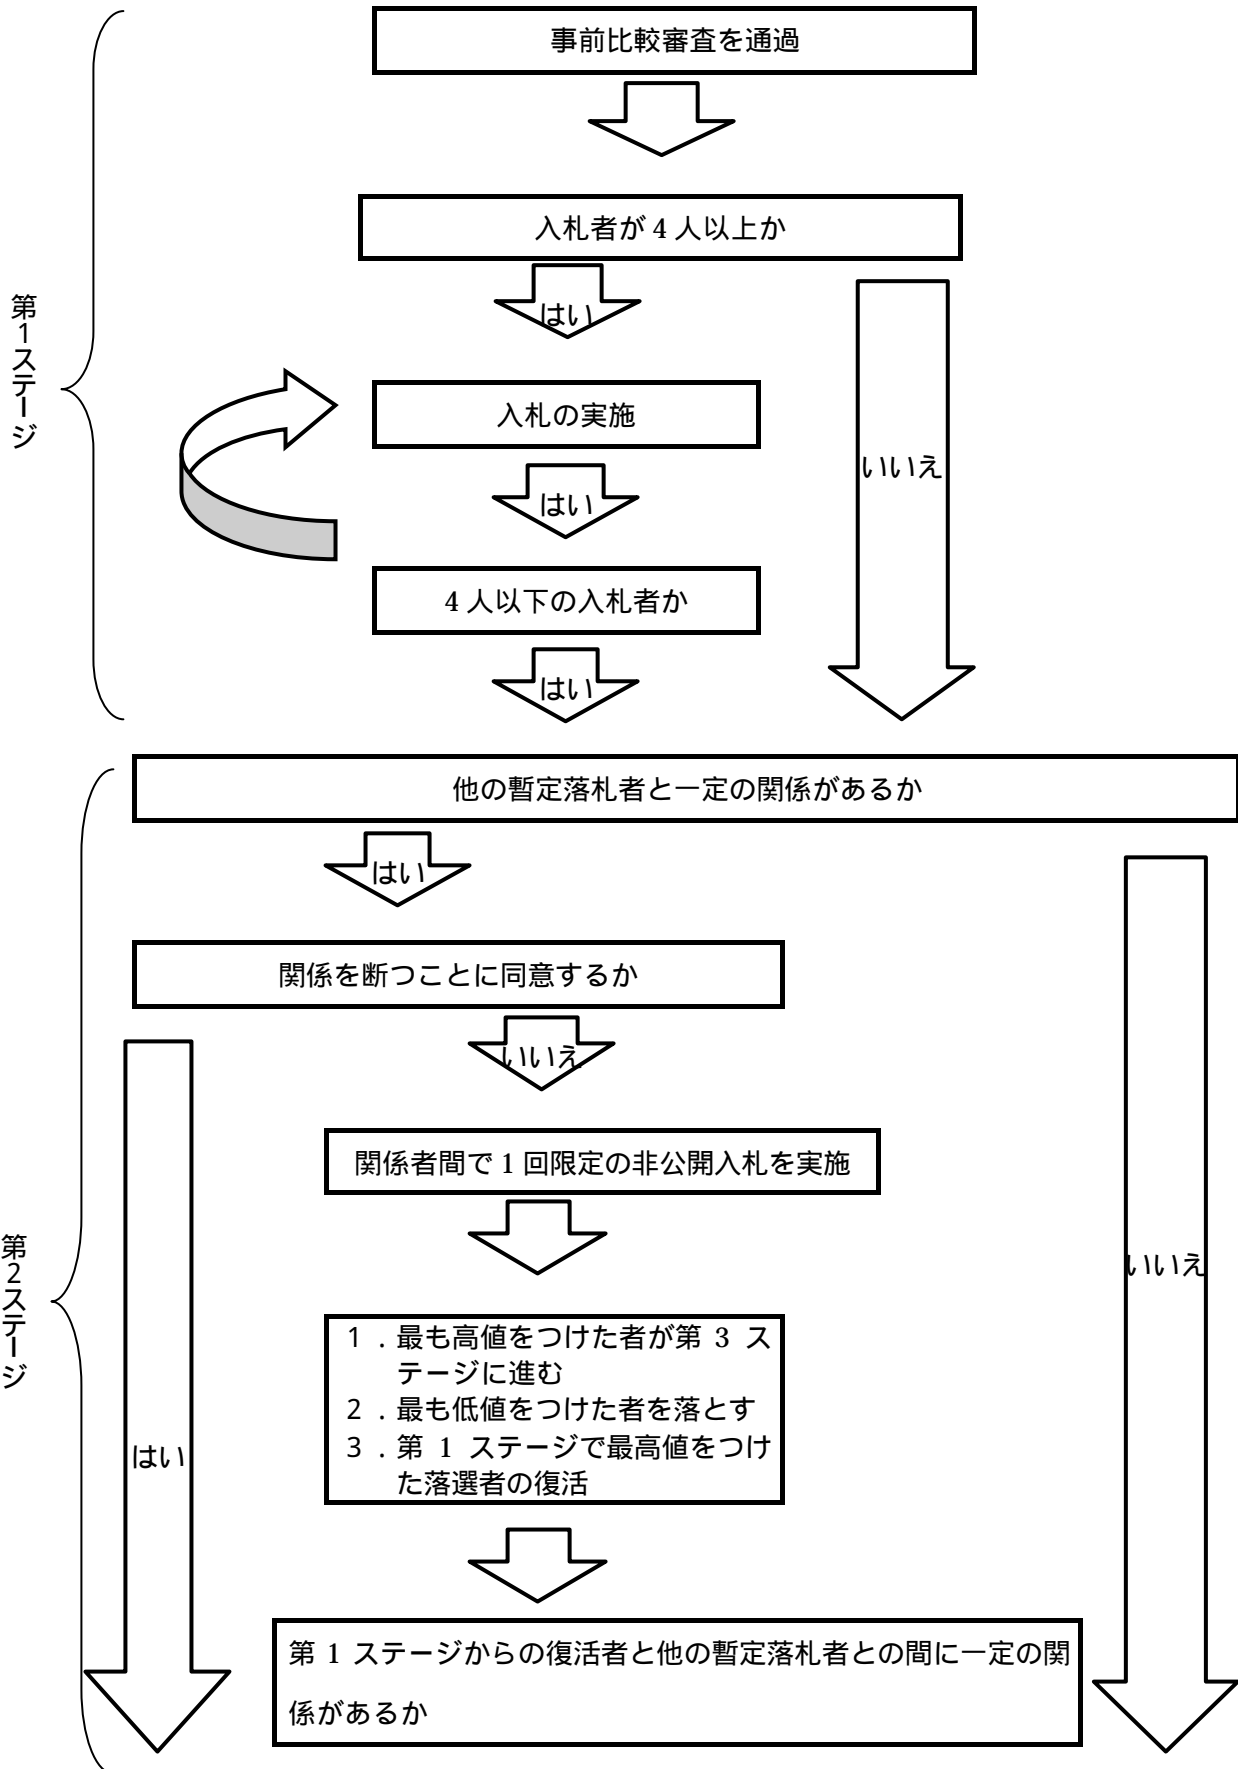 事前比較審査を通過
入札者が 4 人以上か
はい
第1ステージ
入札の実施
いいえ
はい
4 人以下の入札者か
はい
他の暫定落札者と一定の関係があるか
はい
関係を断つことに同意するか
いいえ
関係者間で 1 回限定の非公開入札を実施
第2ステージ
いいえ
1．最も高値をつけた者が第 3 ス
テージに進む
2．最も低値をつけた者を落とす
3．第 1 ステージで最高値をつけ
た落選者の復活
はい
第 1 ステージからの復活者と他の暫定落札者との間に一定の関
係があるか